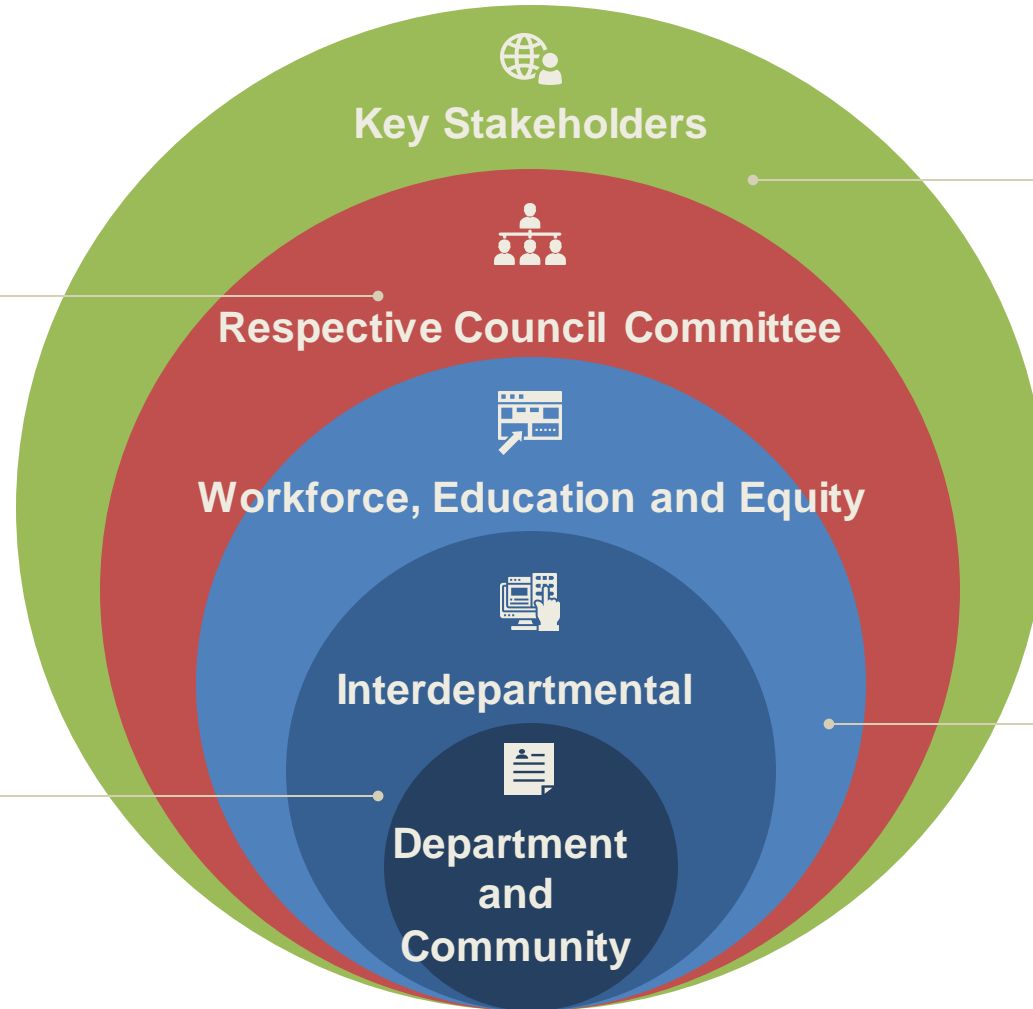 Key Stakeholders
Respective Council Committee
Workforce, Education and Equity
Interdepartmental
Department
and
Community